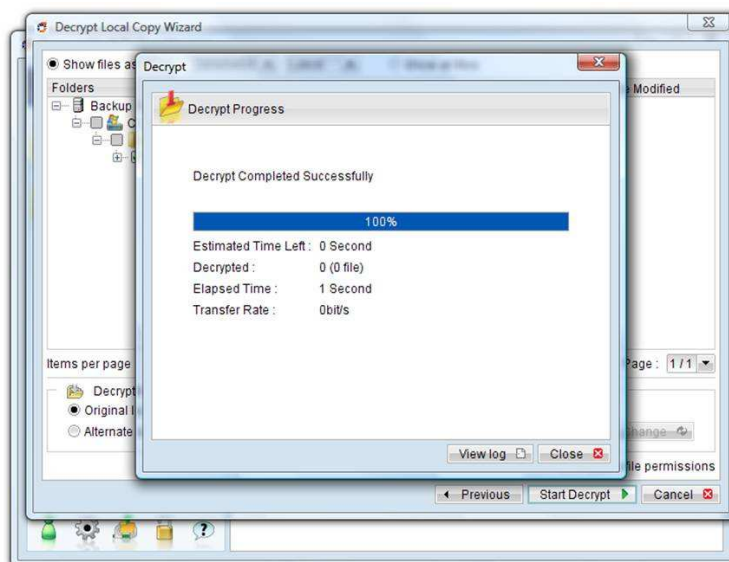 Decrypt Local Copy Wizard
Show files as
Decrypt
Folders
Modified
Backup
C
Decrypt Progress
Decrypt Completed Successfully
100%
Estimated Time Left : 0 Second
Decrypted : 0 (0 file)
Elapsed Time : 1 Second
Transfer Rate : 0bit/s
Items per page
Page : 1 / 1
Decrypt
Original l
Alternate
Change
View log
Close
file permissions
Previous
Start Decrypt
Cancel